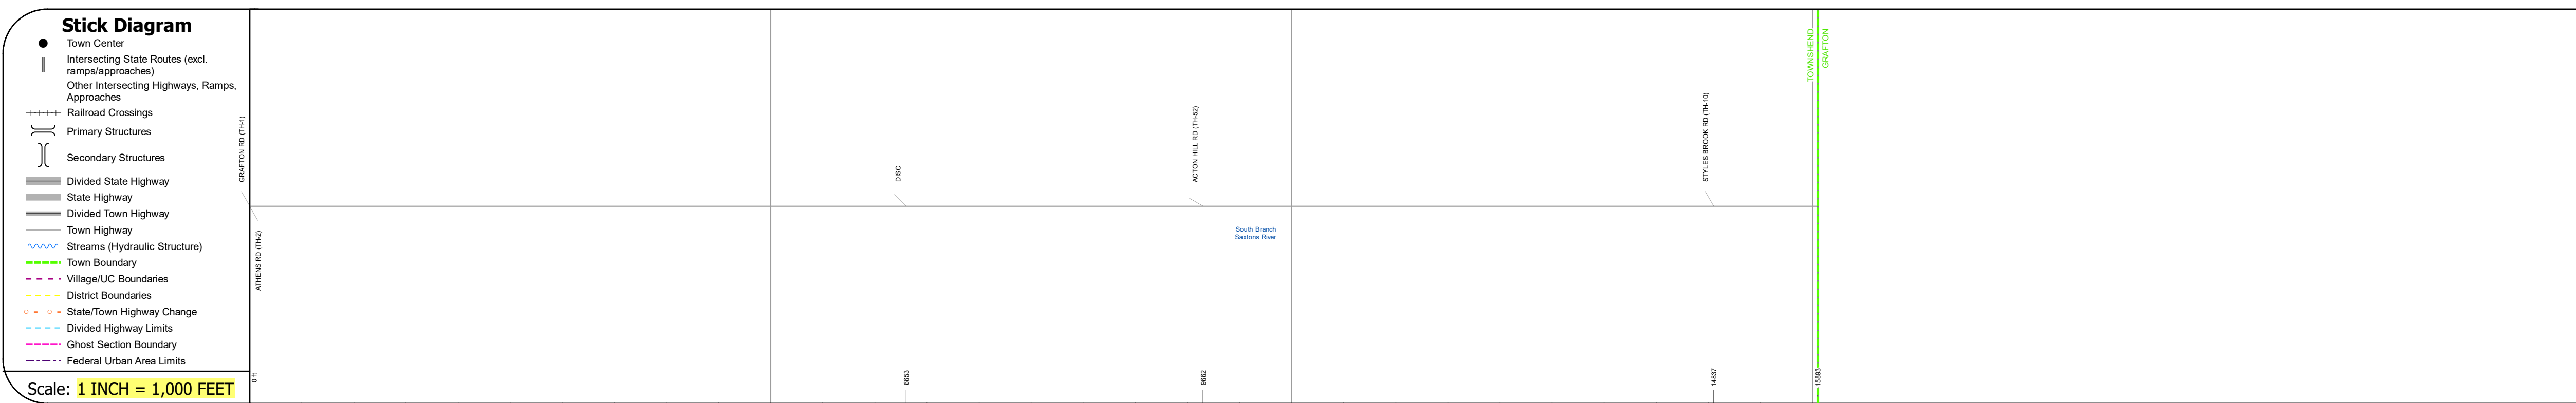 Stick Diagram
Town Center
Intersecting State Routes (excl.
ramps/approaches)
Other Intersecting Highways, Ramps,
Approaches
Railroad Crossings
Primary Structures
Secondary Structures
Divided State Highway
State Highway
Divided Town Highway
Town Highway
Streams (Hydraulic Structure)
Town Boundary
Village/UC Boundaries
District Boundaries
State/Town Highway Change
Divided Highway Limits
Ghost Section Boundary
Federal Urban Area Limits
Scale: 1 INCH = 1,000 FEET
GRAFTON RD (TH-1)
ATHENS RD (TH-2)
0 ft
DISC
6653
ACTON HILL RD (TH-52)
9662
South Branch
Saxtons River
STYLES BROOK RD (TH-10)
14837
TOWNSHEND
GRAFTON
15893